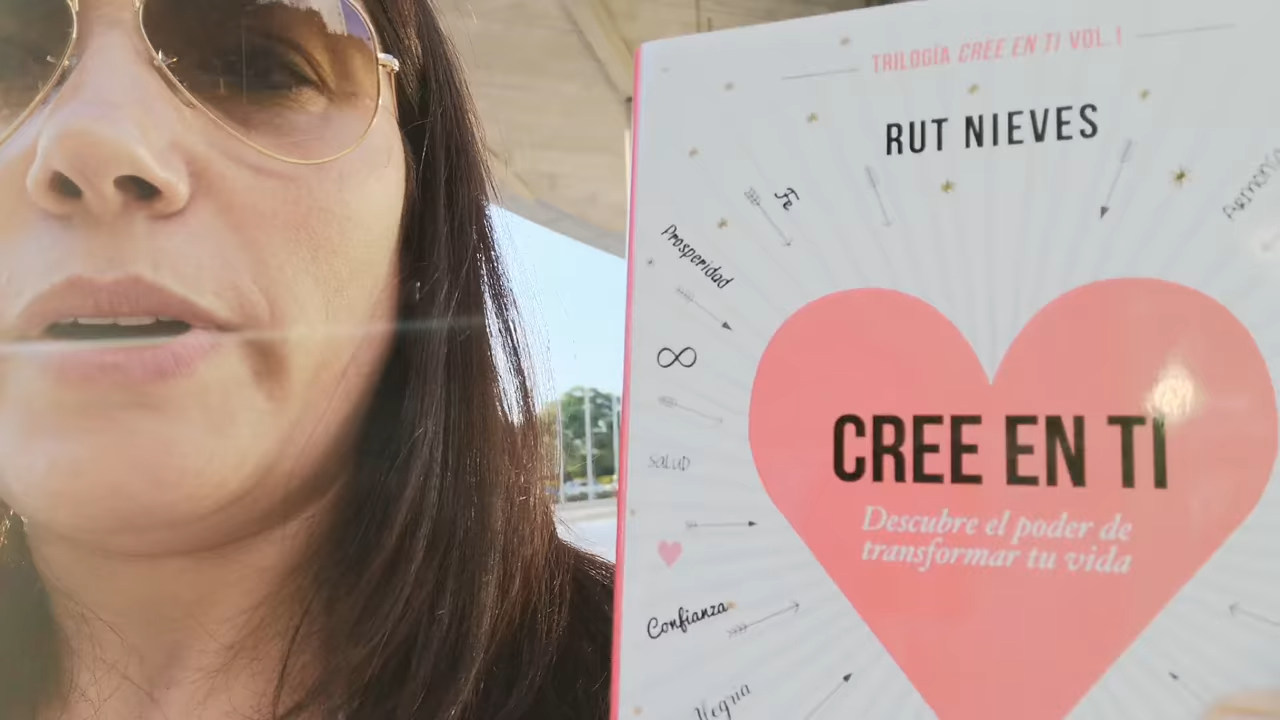 TRILOGÍA CREE EN TI VOL. I
RUT NIEVES
Fe
Armonía
Prosperidad
∞
SALUD
CREE EN TI
Descubre el poder de
transformar tu vida
Confianza
Alegría